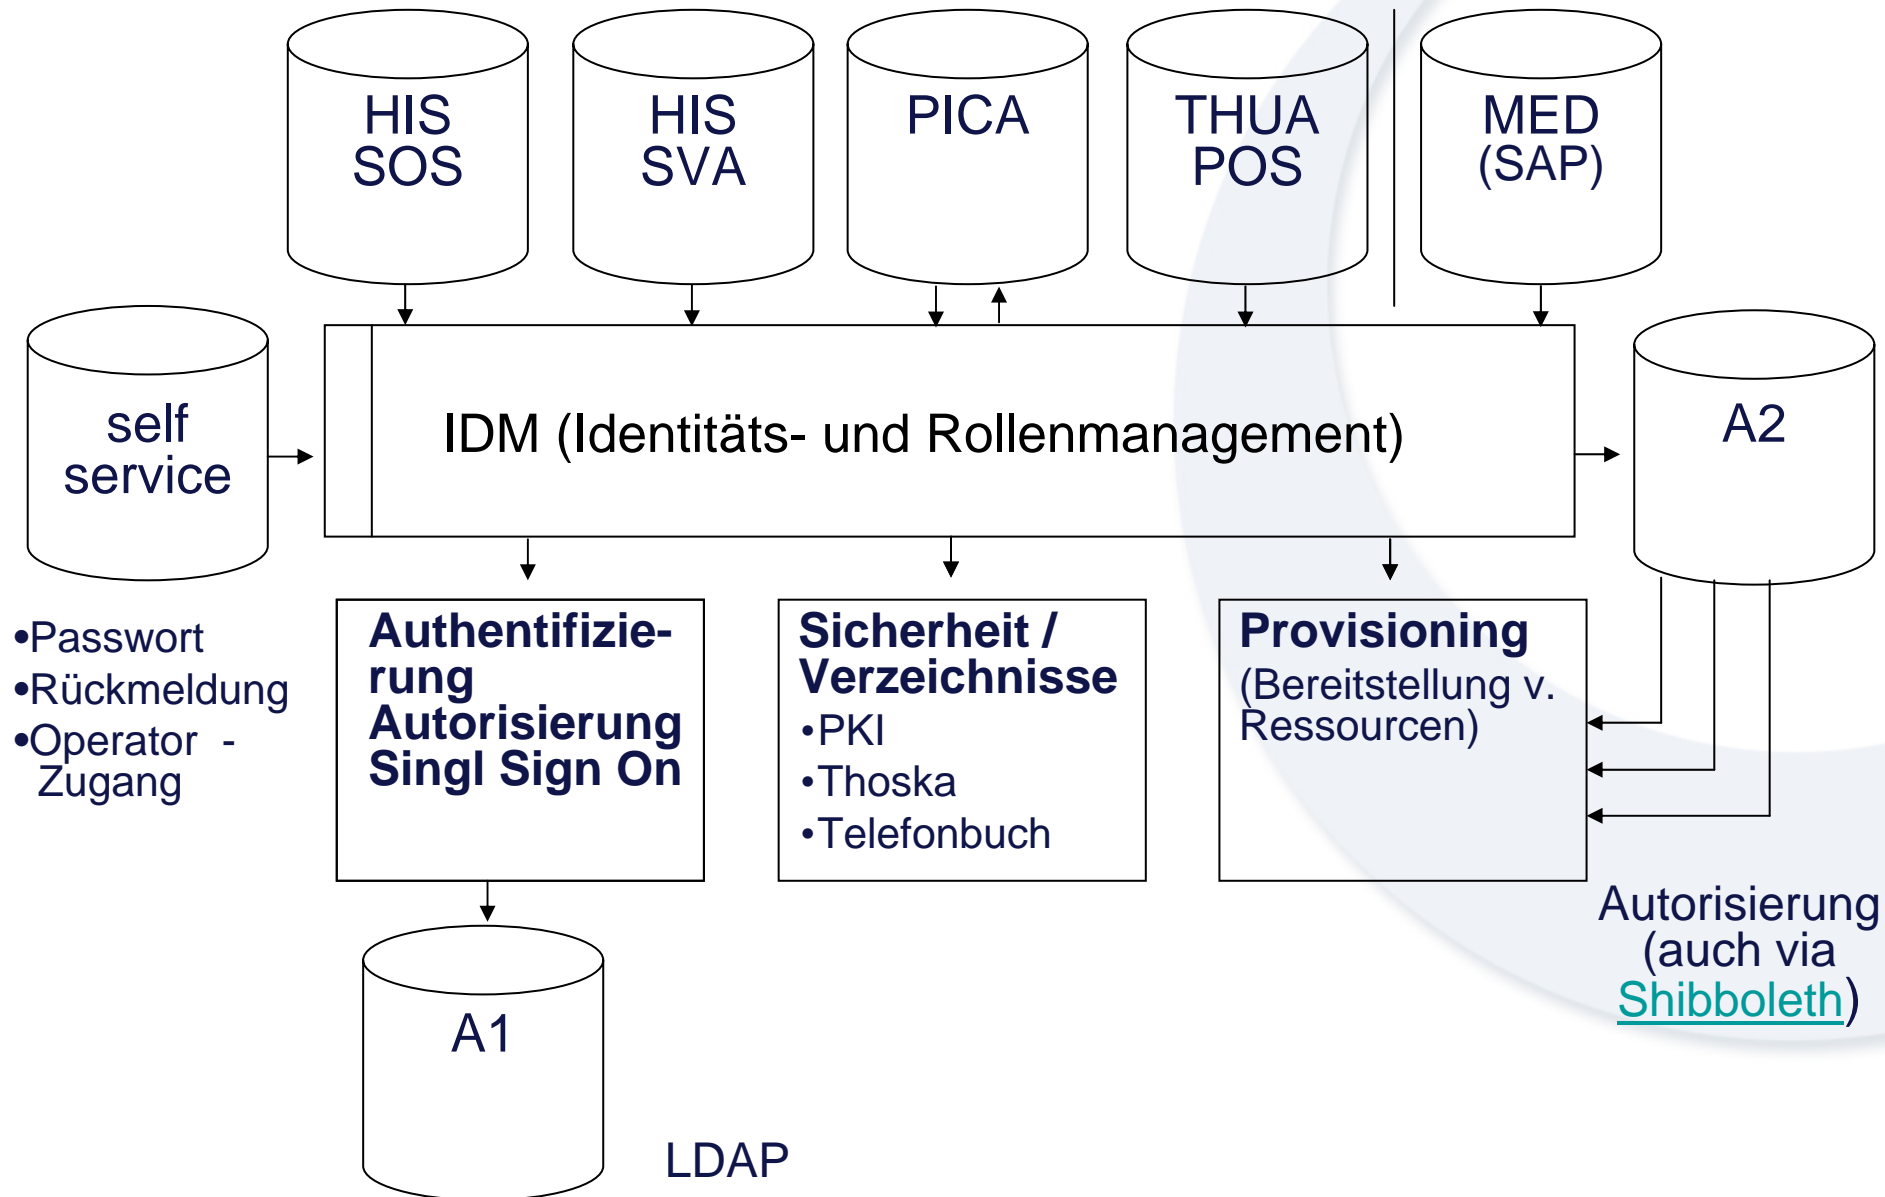 HIS
SOS
HIS
SVA
PICA
THUA
POS
MED
(SAP)
self
service
IDM (Identitäts- und Rollenmanagement)
A2
•Passwort
•Rückmeldung
•Operator -
Zugang
Authentifizie-
rung
Autorisierung
Singl Sign On
Sicherheit /
Verzeichnisse
•PKI
•Thoska
•Telefonbuch
Provisioning
(Bereitstellung v.
Ressourcen)
Autorisierung
(auch via
Shibboleth)
A1
LDAP